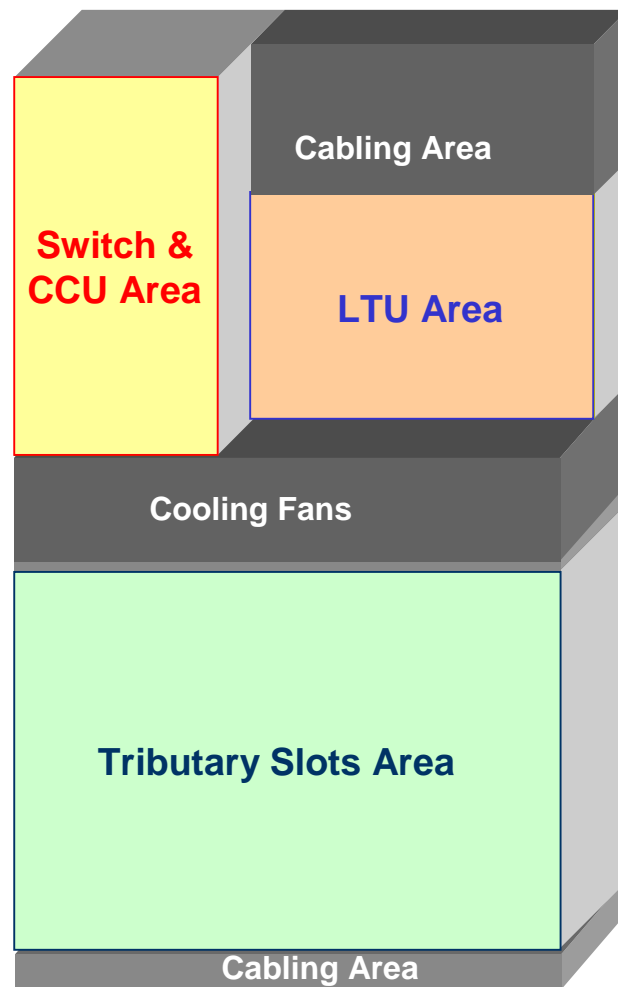 Cabling Area
Switch &
CCU Area
LTU Area
Cooling Fans
Tributary Slots Area
Cabling Area